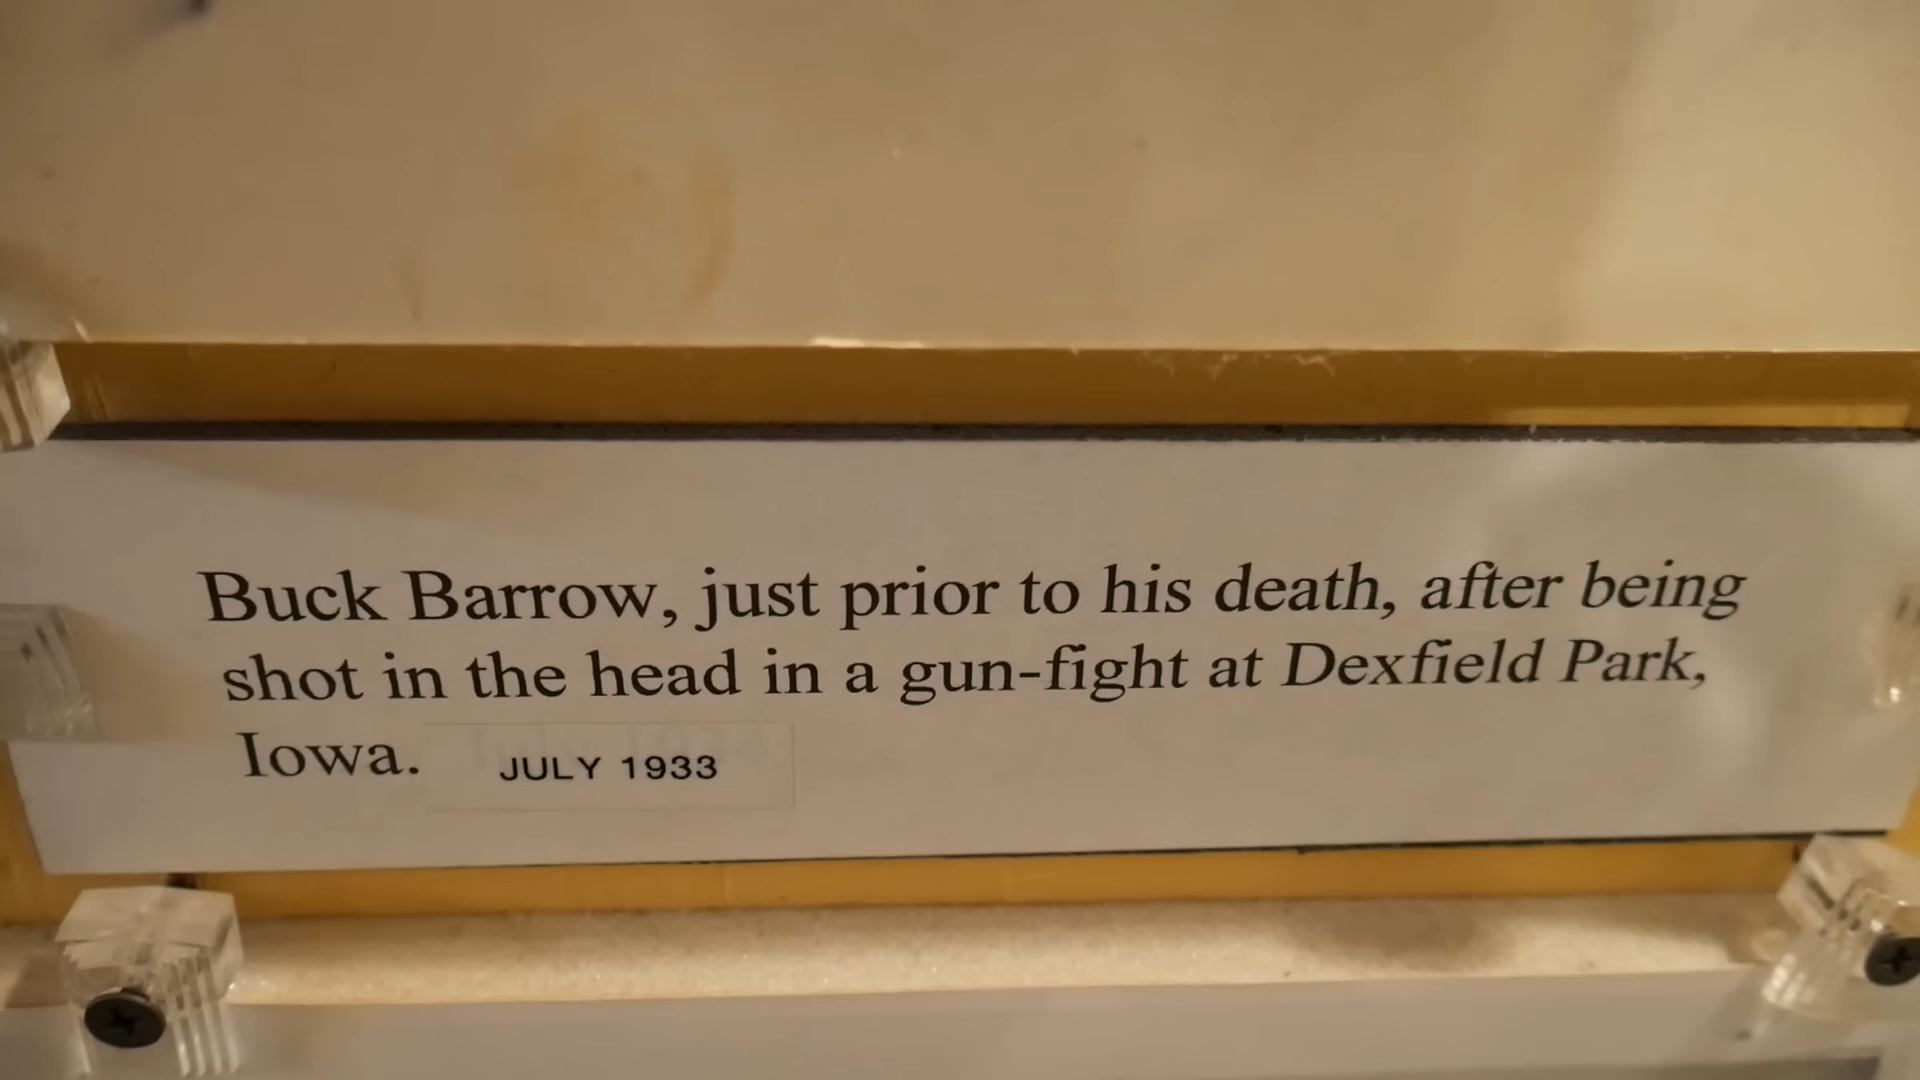 Buck Barrow, just prior to his death, after being
shot in the head in a gun-fight at Dexfield Park,
Iowa. JULY 1933